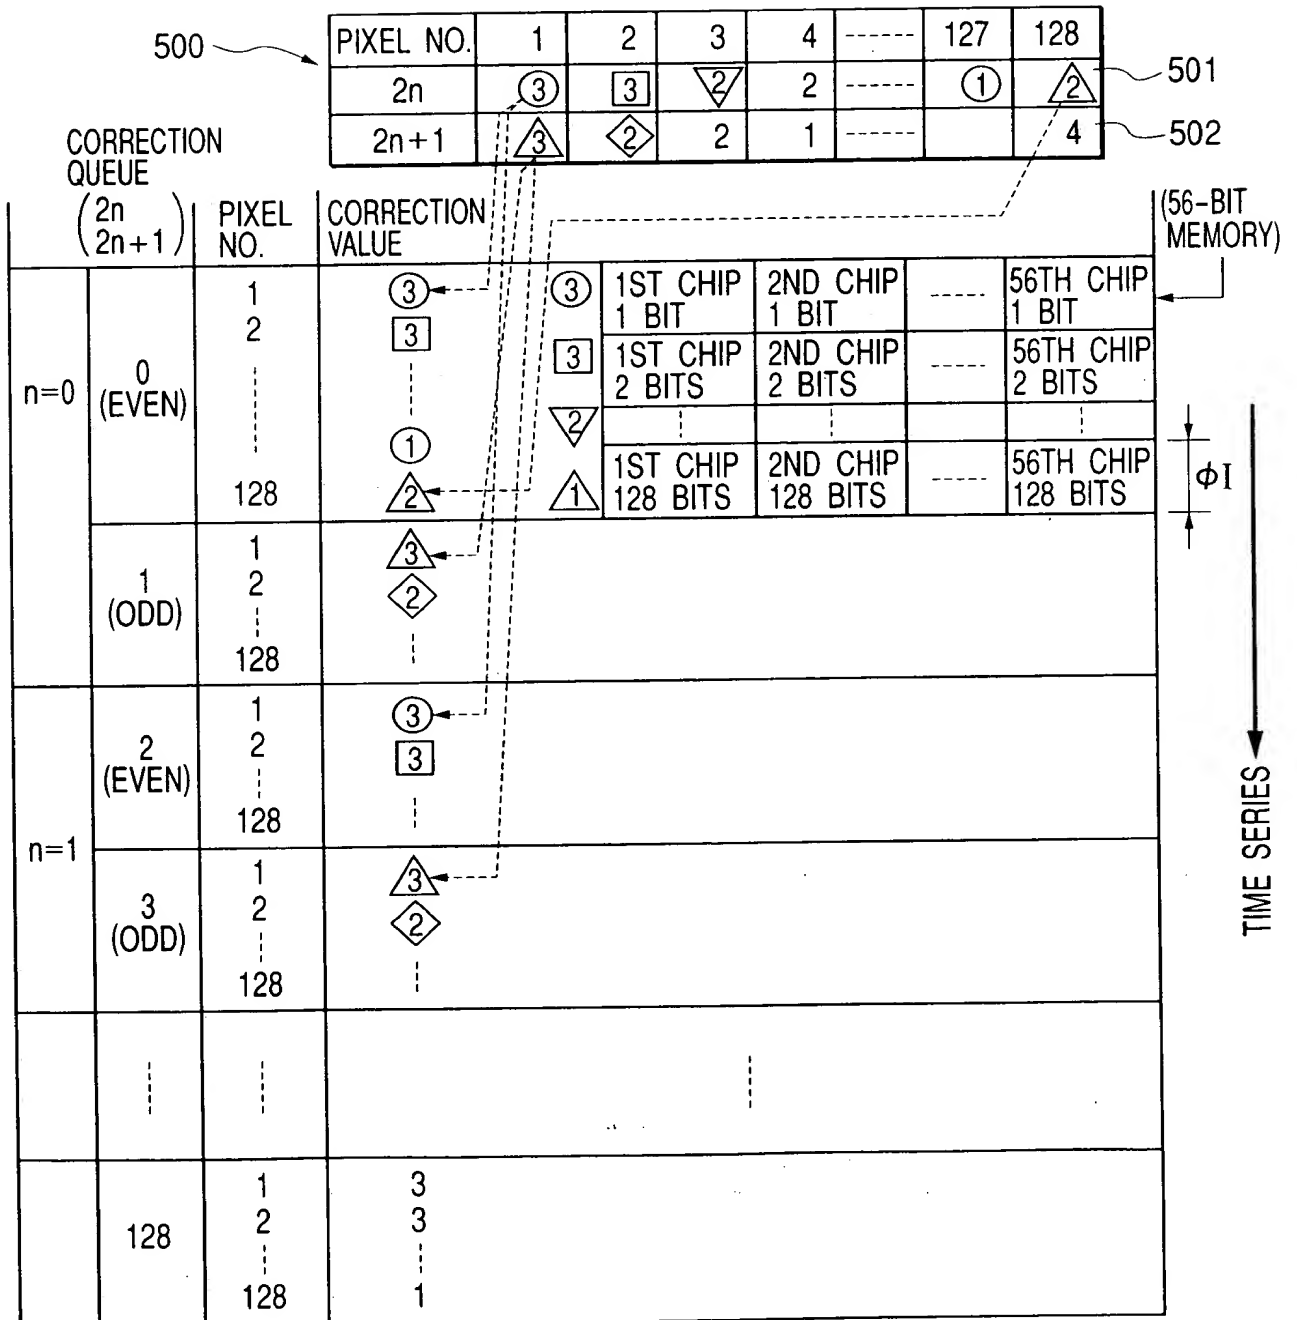 500
PIXEL NO. 1 2 3 4 127 128
2n 3 3 2 2 1 2
501
2n+1 3 2 2 1 4
502
CORRECTION
QUEUE
(2n
2n+1)
PIXEL
NO.
CORRECTION
VALUE
(56-BIT
MEMORY)
n=0
0
(EVEN)
1
2
128
3
3
1
2
3
3
2
1
1ST CHIP
1 BIT
2ND CHIP
1 BIT
56TH CHIP
1 BIT
1ST CHIP
2 BITS
2ND CHIP
2 BITS
56TH CHIP
2 BITS
1ST CHIP
128 BITS
2ND CHIP
128 BITS
56TH CHIP
128 BITS
φI
1
(ODD)
1
2
128
3
2
n=1
2
(EVEN)
1
2
128
3
3
3
(ODD)
1
2
128
3
2
TIME SERIES
128
1
2
128
3
3
1